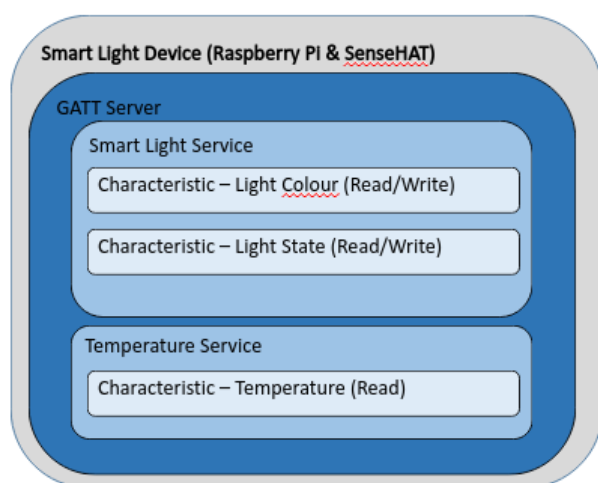 Smart Light Device (Raspberry Pi & SenseHAT)
GATT Server
Smart Light Service
Characteristic – Light Colour (Read/Write)
Characteristic – Light State (Read/Write)
Temperature Service
Characteristic – Temperature (Read)